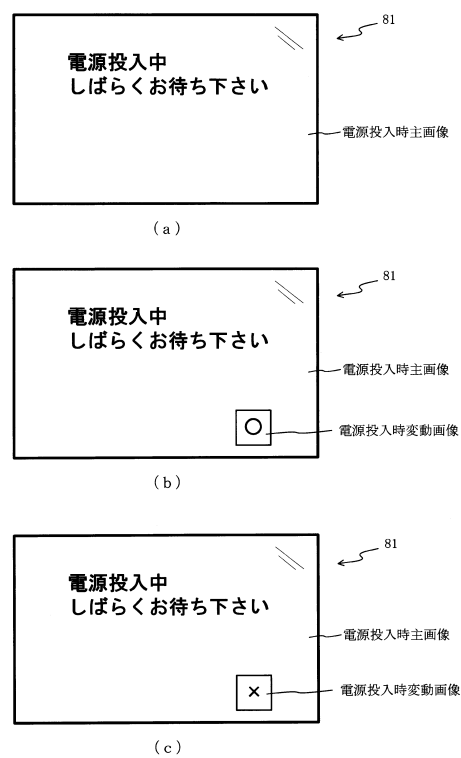 81
電源投入中
しばらくお待ち下さい
電源投入時主画像
(a)
81
電源投入中
しばらくお待ち下さい
電源投入時主画像
○
電源投入時変動画像
(b)
81
電源投入中
しばらくお待ち下さい
電源投入時主画像
×
電源投入時変動画像
(c)